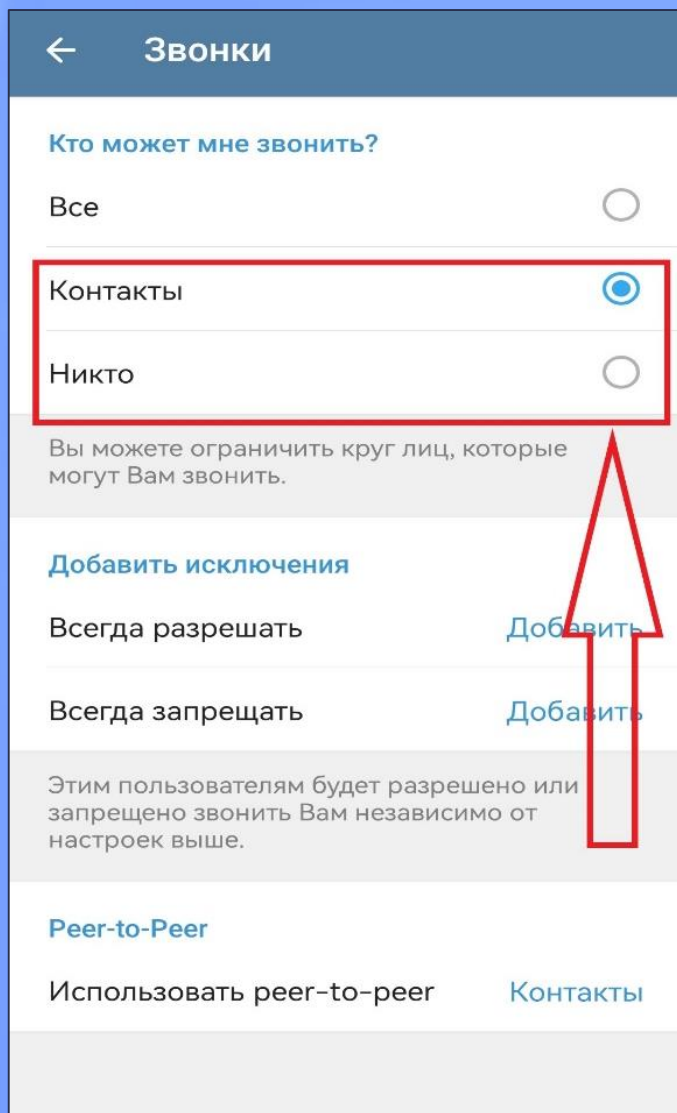 Звонки
Кто может мне звонить?
Все
Контакты
Никто
Вы можете ограничить круг лиц, которые
могут Вам звонить.
Добавить исключения
Всегда разрешать Добавить
Всегда запрещать Добавить
Этим пользователям будет разрешено или
запрещено звонить Вам независимо от
настроек выше.
Peer-to-Peer
Использовать peer-to-peer Контакты